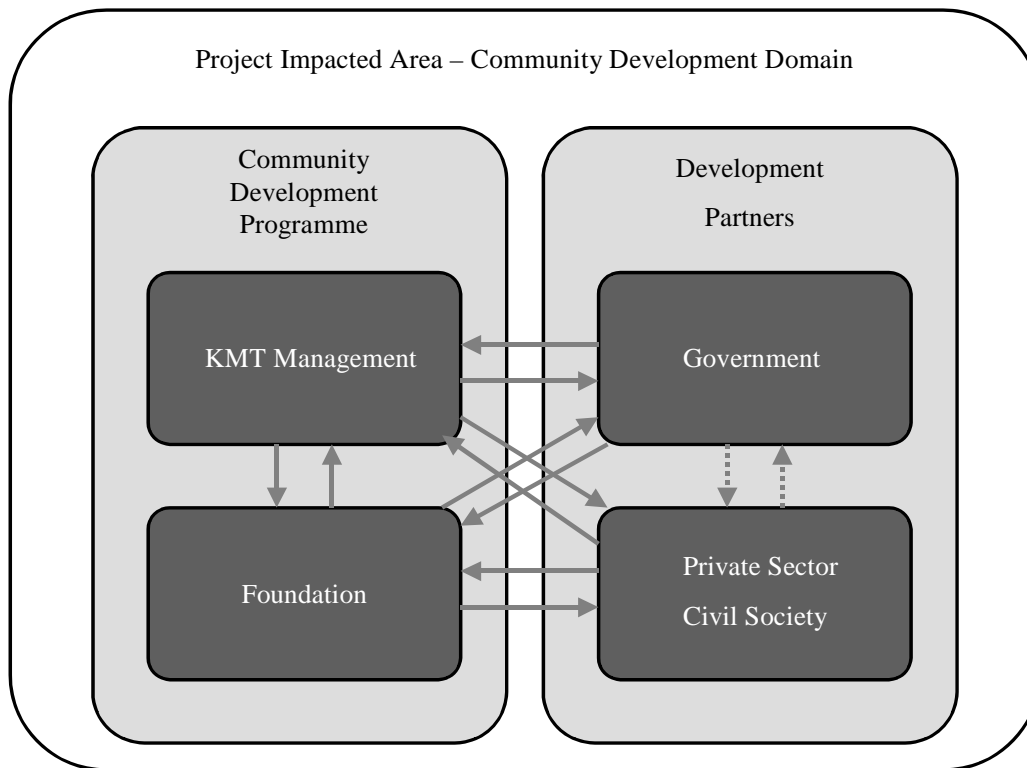 Project Impacted Area – Community Development Domain
Community
Development
Programme
Development
Partners
KMT Management
Government
Foundation
Private Sector
Civil Society